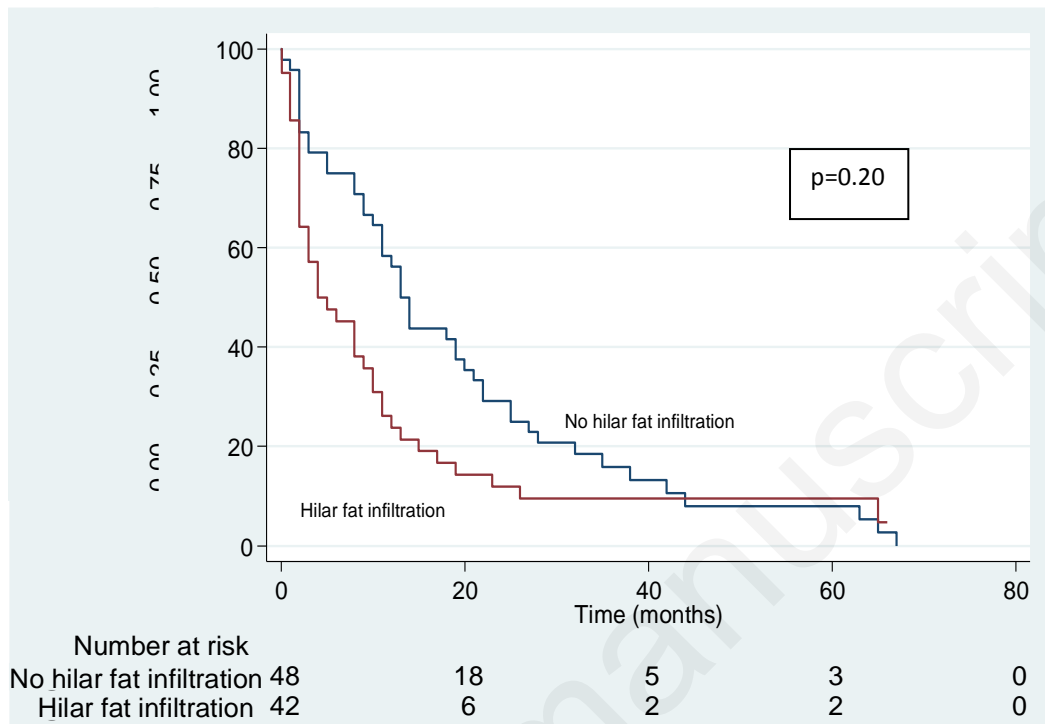 100
80
60
40
20
0
p=0.20
No hilar fat infiltration
Hilar fat infiltration
0 20 40 60 80
Time (months)
Number at risk
No hilar fat infiltration 48 18 5 3 0
Hilar fat infiltration 42 6 2 2 0
manuscrip